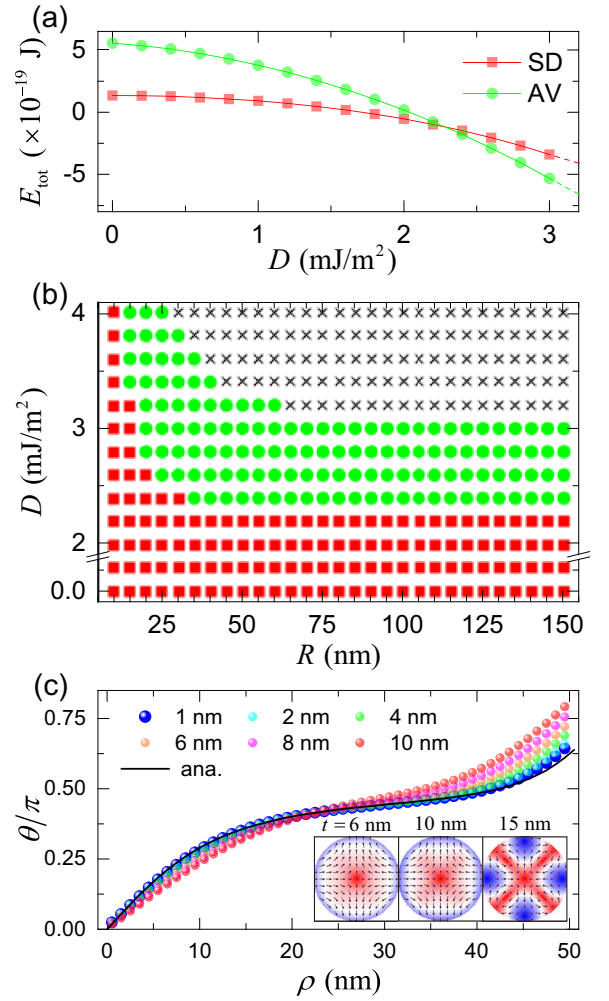 (a)
E_tot (×10⁻¹⁹ J)
5
0
-5
SD
AV
0 1 2 3
D (mJ/m²)
(b)
D (mJ/m²)
4
3
2
0.0
25 50 75 100 125 150
R (nm)
(c)
θ/π
0.75
0.50
0.25
0.00
1 nm 2 nm 4 nm
6 nm 8 nm 10 nm
ana.
t = 6 nm 10 nm 15 nm
0 10 20 30 40 50
ρ (nm)